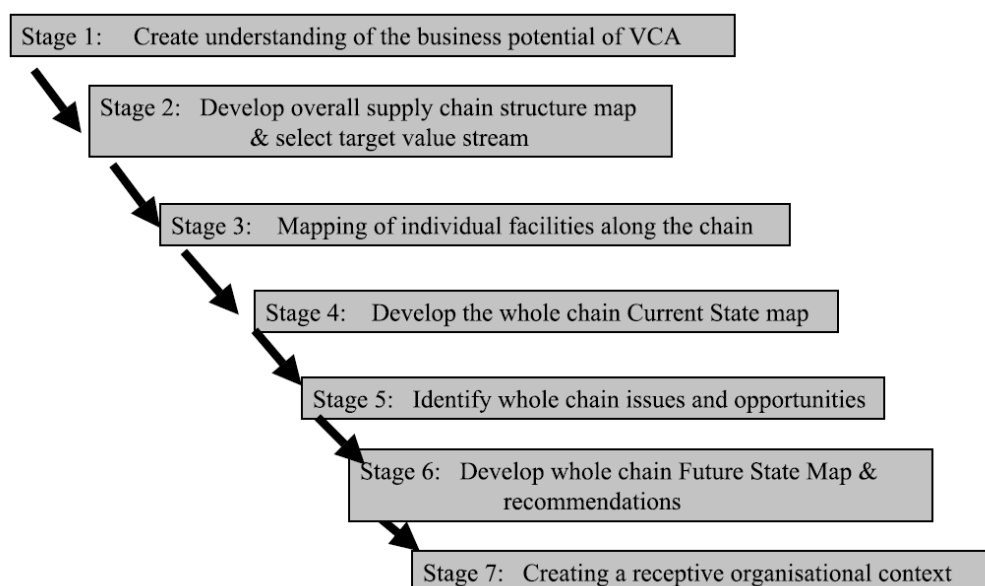 Stage 1: Create understanding of the business potential of VCA
Stage 2: Develop overall supply chain structure map
& select target value stream
Stage 3: Mapping of individual facilities along the chain
Stage 4: Develop the whole chain Current State map
Stage 5: Identify whole chain issues and opportunities
Stage 6: Develop whole chain Future State Map &
recommendations
Stage 7: Creating a receptive organisational context